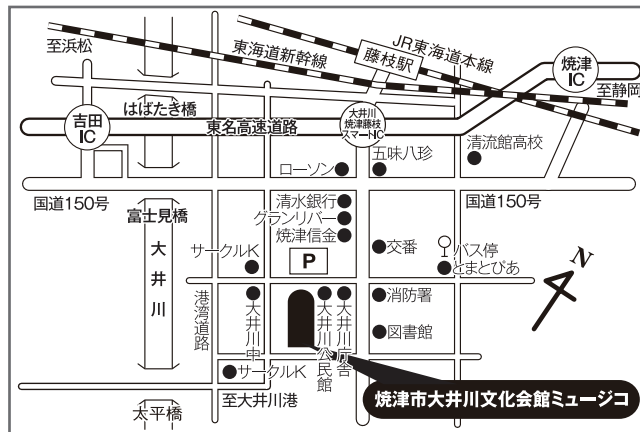 至浜松
東海道新幹線
JR東海道本線
藤枝駅
焼津
IC
至静岡
吉田
IC
はばたき橋
東名高速道路
大井川
焼津藤枝
スマートIC
ローソン
五味八珍
清流館高校
国道150号
国道150号
富士見橋
清水銀行
グランリバー
焼津信金
サークルK
P
交番
バス停
とまとぴあ
N
大井川
港湾道路
大井川中
大井川公民館
大井川庁舎
消防署
図書館
サークルK
至大井川港
太平橋
焼津市大井川文化会館ミュージコ